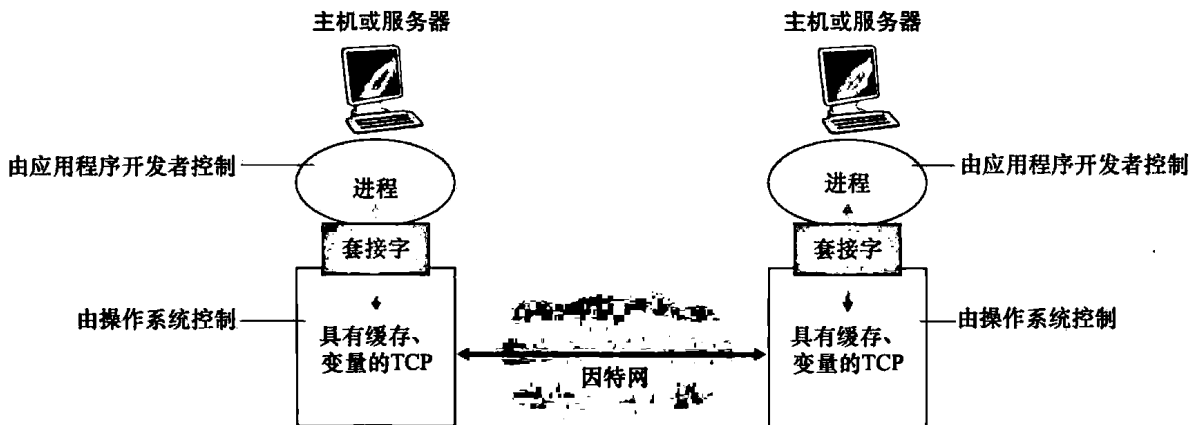 主机或服务器
主机或服务器
由应用程序开发者控制
进程
进程
由应用程序开发者控制
套接字
套接字
由操作系统控制
具有缓存、
变量的TCP
因特网
具有缓存、
变量的TCP
由操作系统控制